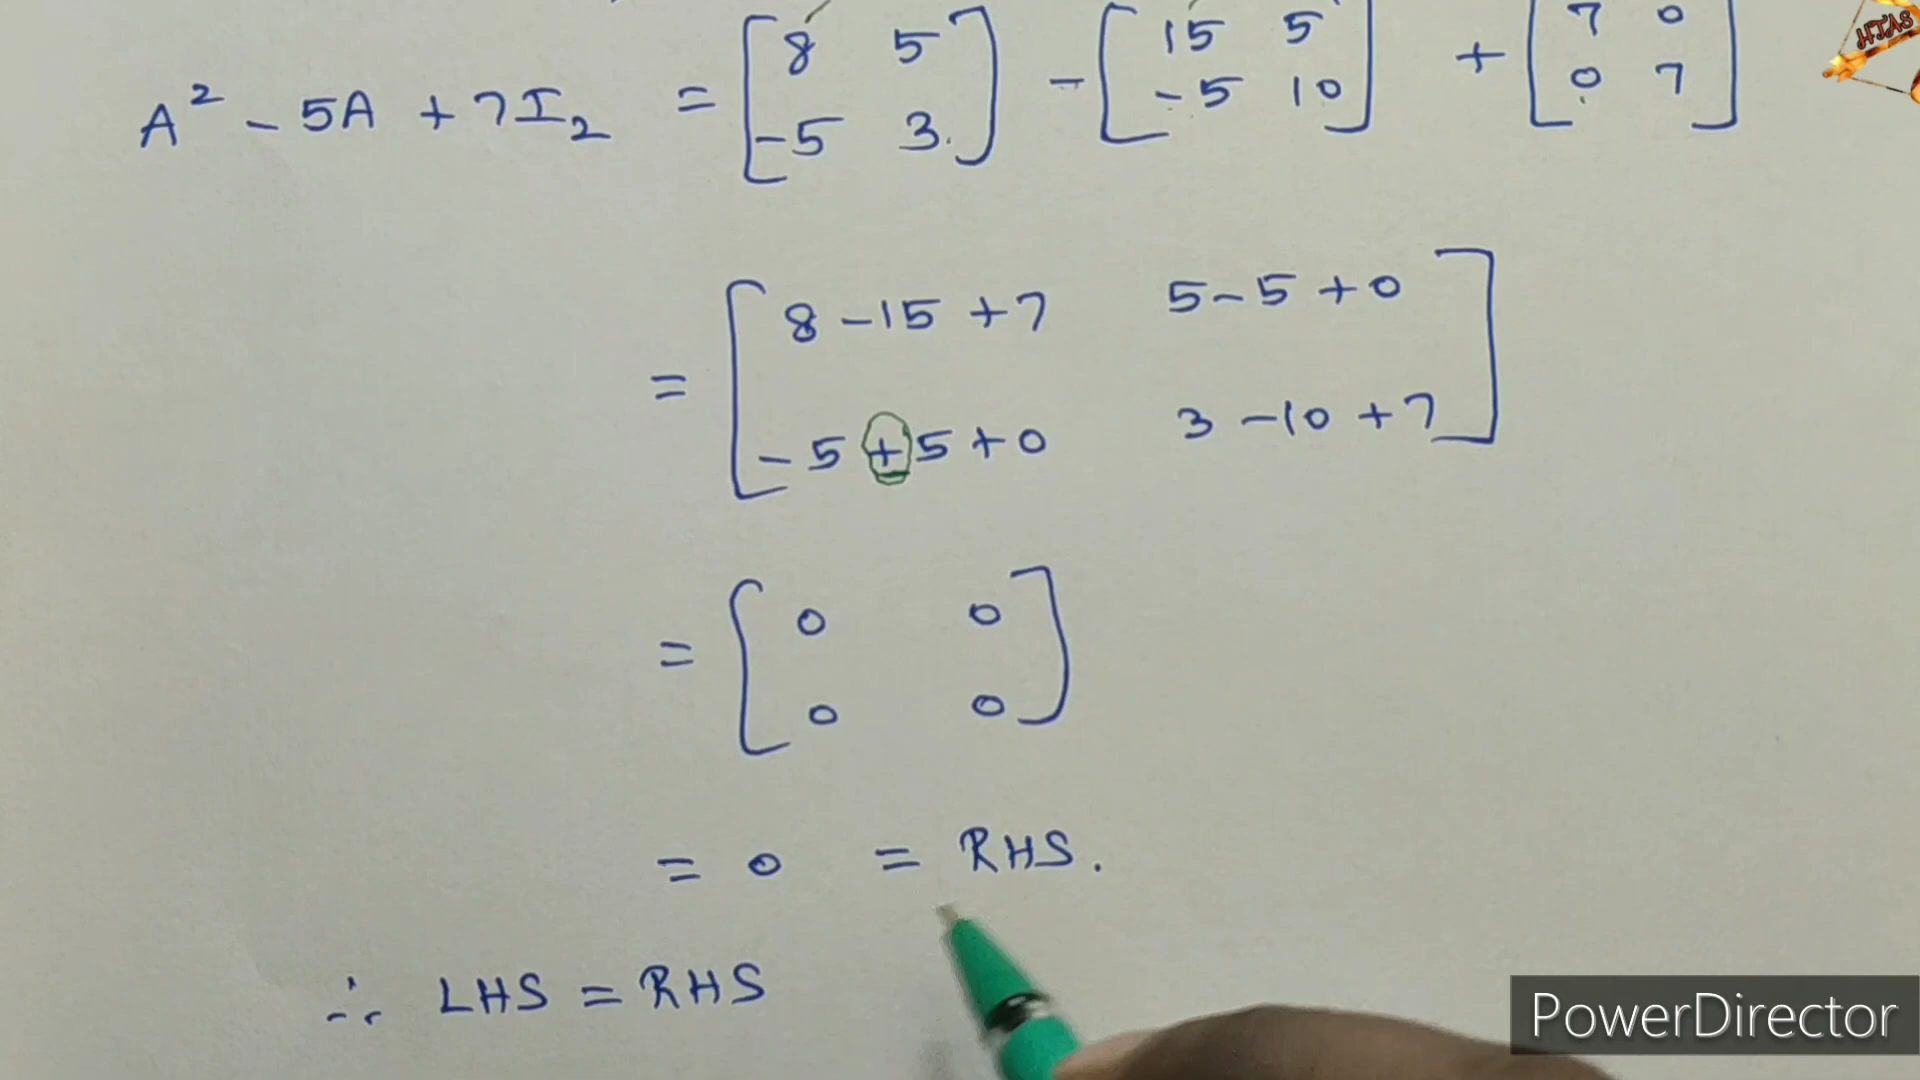 A² - 5A + 7I₂ = [8 5 -5 3] - [15 5 -5 10] + [7 0 0 7]
= [8 - 15 + 7 5 - 5 + 0
-5 + 5 + 0 3 - 10 + 7]
= [0 0
0 0]
= 0 = RHS.
∴ LHS = RHS
HTAS
PowerDirector